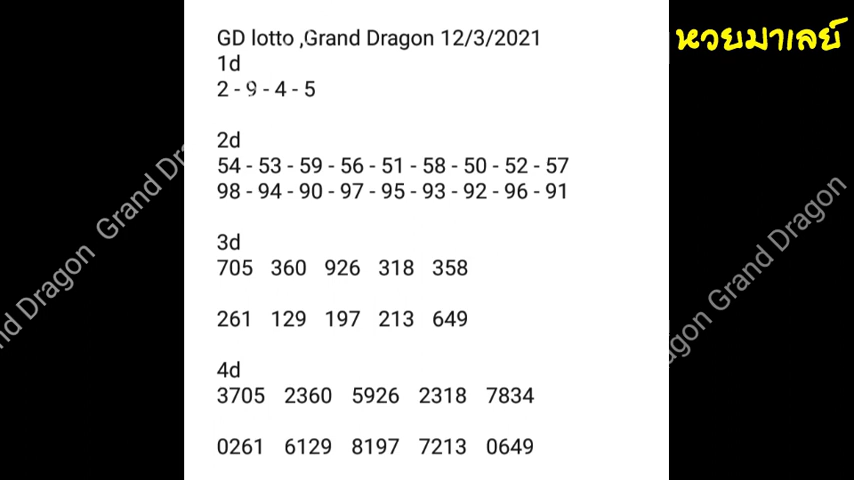 GD lotto ,Grand Dragon 12/3/2021
หวยมาเลย์
1d
2 - 9 - 4 - 5
2d
54 - 53 - 59 - 56 - 51 - 58 - 50 - 52 - 57
98 - 94 - 90 - 97 - 95 - 93 - 92 - 96 - 91
3d
705 360 926 318 358
261 129 197 213 649
4d
3705 2360 5926 2318 7834
0261 6129 8197 7213 0649
Dragon Grand
Grand Dragon